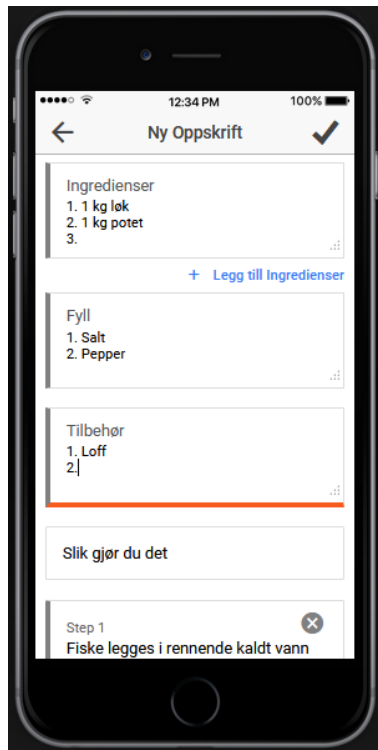 12:34 PM
100%
Ny Oppskrift
Ingredienser
1. 1 kg løk
2. 1 kg potet
3.
+ Legg till Ingredienser
Fyll
1. Salt
2. Pepper
Tilbehør
1. Loff
2.
Slik gjør du det
Step 1
Fiske legges i rennende kaldt vann